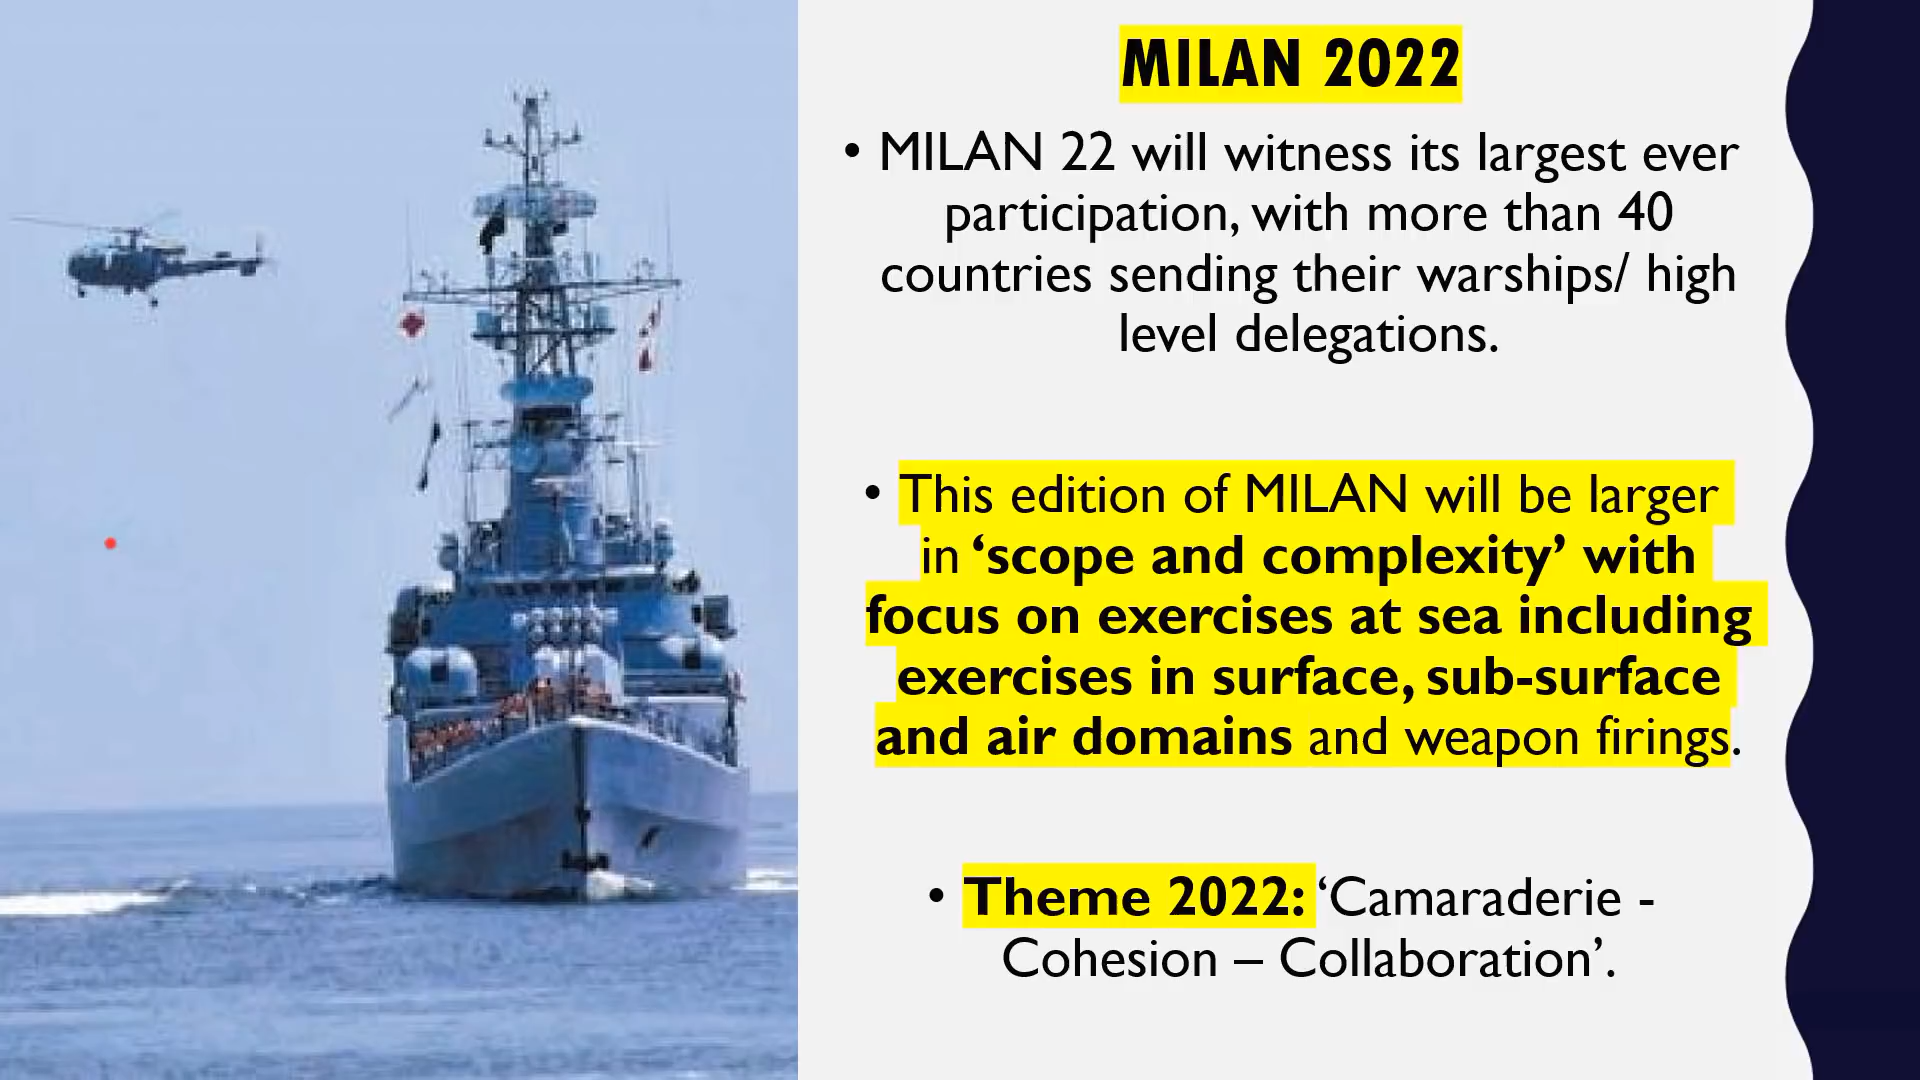 MILAN 2022
• MILAN 22 will witness its largest ever
participation, with more than 40
countries sending their warships/ high
level delegations.
• This edition of MILAN will be larger
in ‘scope and complexity’ with
focus on exercises at sea including
exercises in surface, sub-surface
and air domains and weapon firings.
• Theme 2022: ‘Camaraderie -
Cohesion – Collaboration’.